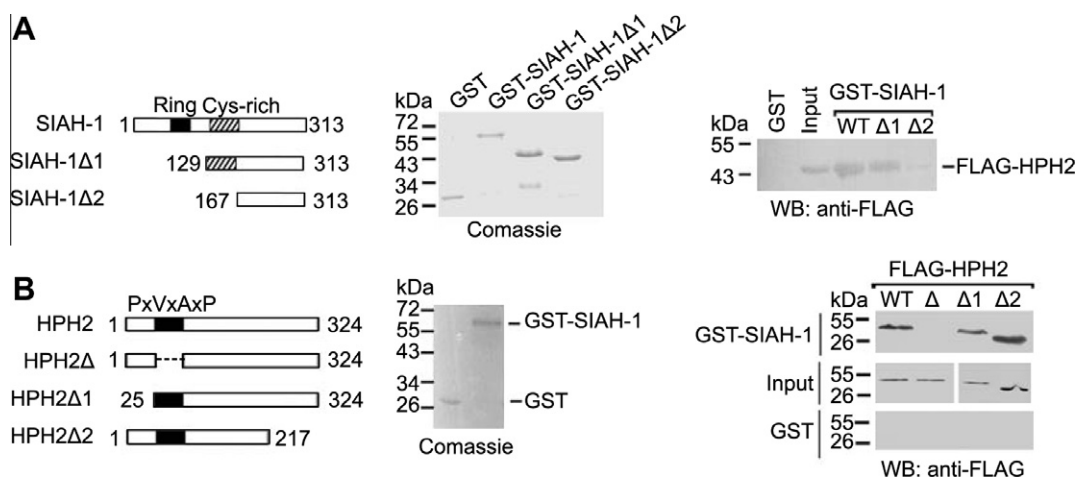 A
Ring Cys-rich
SIAH-1 1 313
SIAH-1Δ1 129 313
SIAH-1Δ2 167 313
GST
GST-SIAH-1
GST-SIAH-1Δ1
GST-SIAH-1Δ2
kDa
72
55
43
34
26
Comassie
GST-SIAH-1
GST Input WT Δ1 Δ2
kDa
55
43
FLAG-HPH2
WB: anti-FLAG
B
PxVxAxP
HPH2 1 324
HPH2Δ 1 324
HPH2Δ1 25 324
HPH2Δ2 1 217
kDa
72
55
43
34
26
GST-SIAH-1
GST
Comassie
FLAG-HPH2
kDa WT Δ Δ1 Δ2
GST-SIAH-1 55
26
Input 55
26
GST 55
26
WB: anti-FLAG